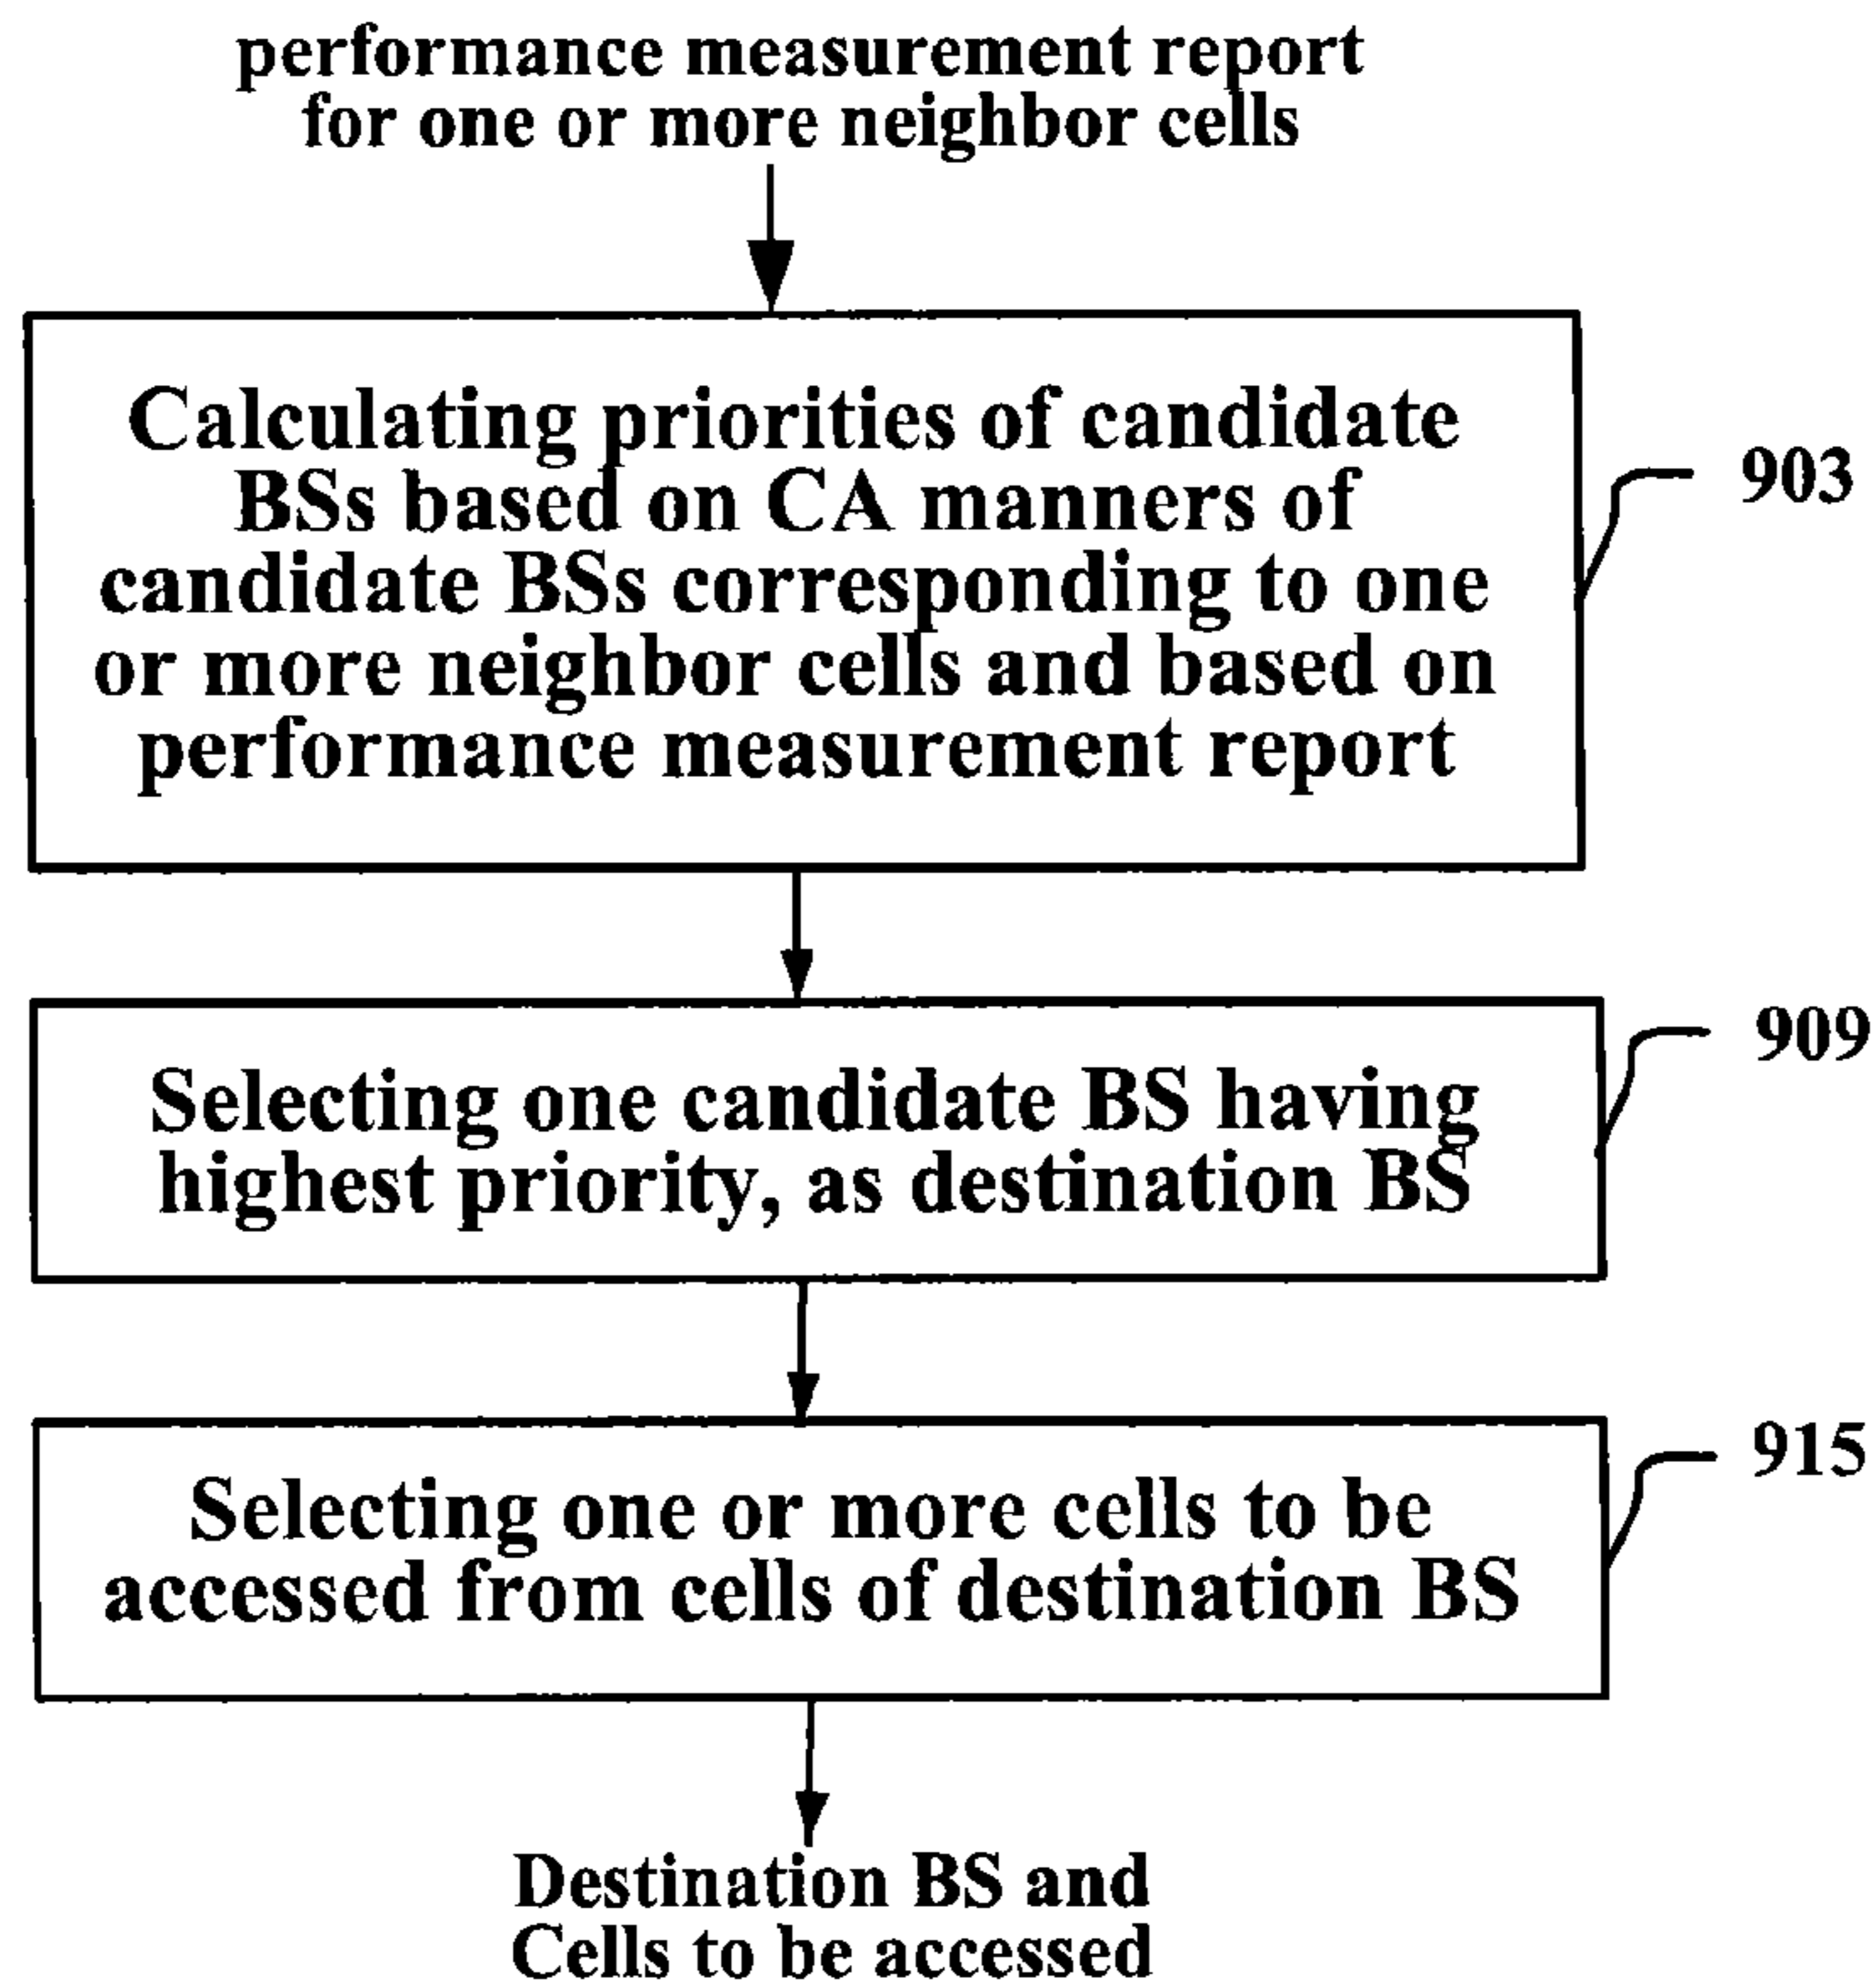 performance measurement report
for one or more neighbor cells
Calculating priorities of candidate
BSs based on CA manners of
candidate BSs corresponding to one
or more neighbor cells and based on
performance measurement report
903
Selecting one candidate BS having
highest priority, as destination BS
909
Selecting one or more cells to be
accessed from cells of destination BS
915
Destination BS and
Cells to be accessed